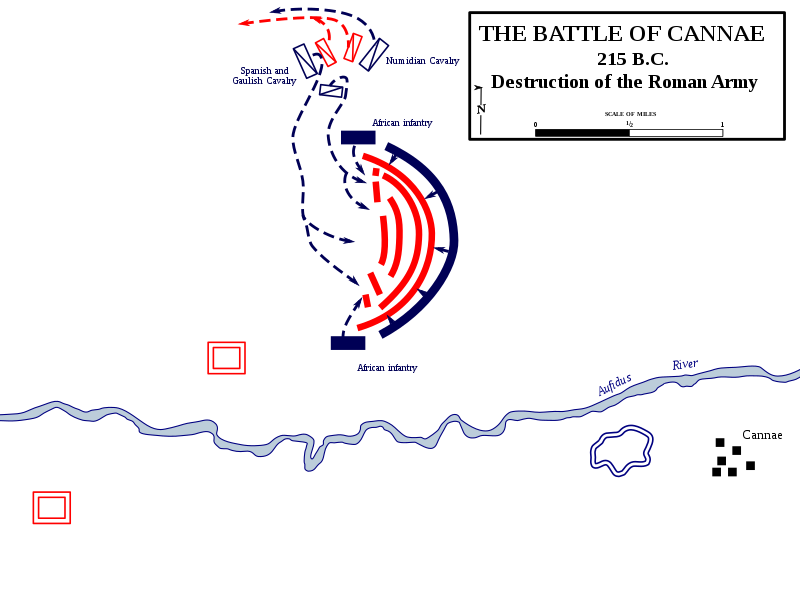 THE BATTLE OF CANNAE
215 B.C.
Destruction of the Roman Army
N
SCALE OF MILES
0 ½ 1
Spanish and
Gaulish Cavalry
Numidian Cavalry
African infantry
African infantry
Aufidus River
Cannae